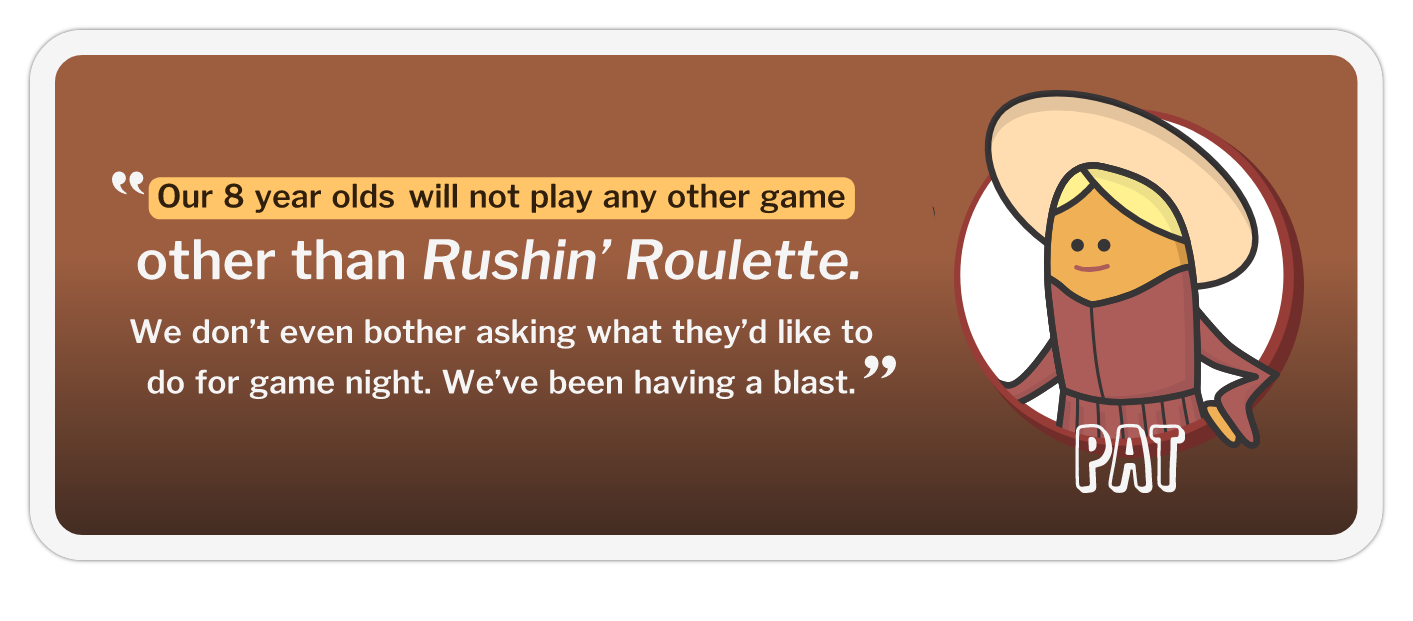 ❞Our 8 year olds will not play any other game
other than Rushin’ Roulette.
We don’t even bother asking what they’d like to
do for game night. We’ve been having a blast.❞
PAT